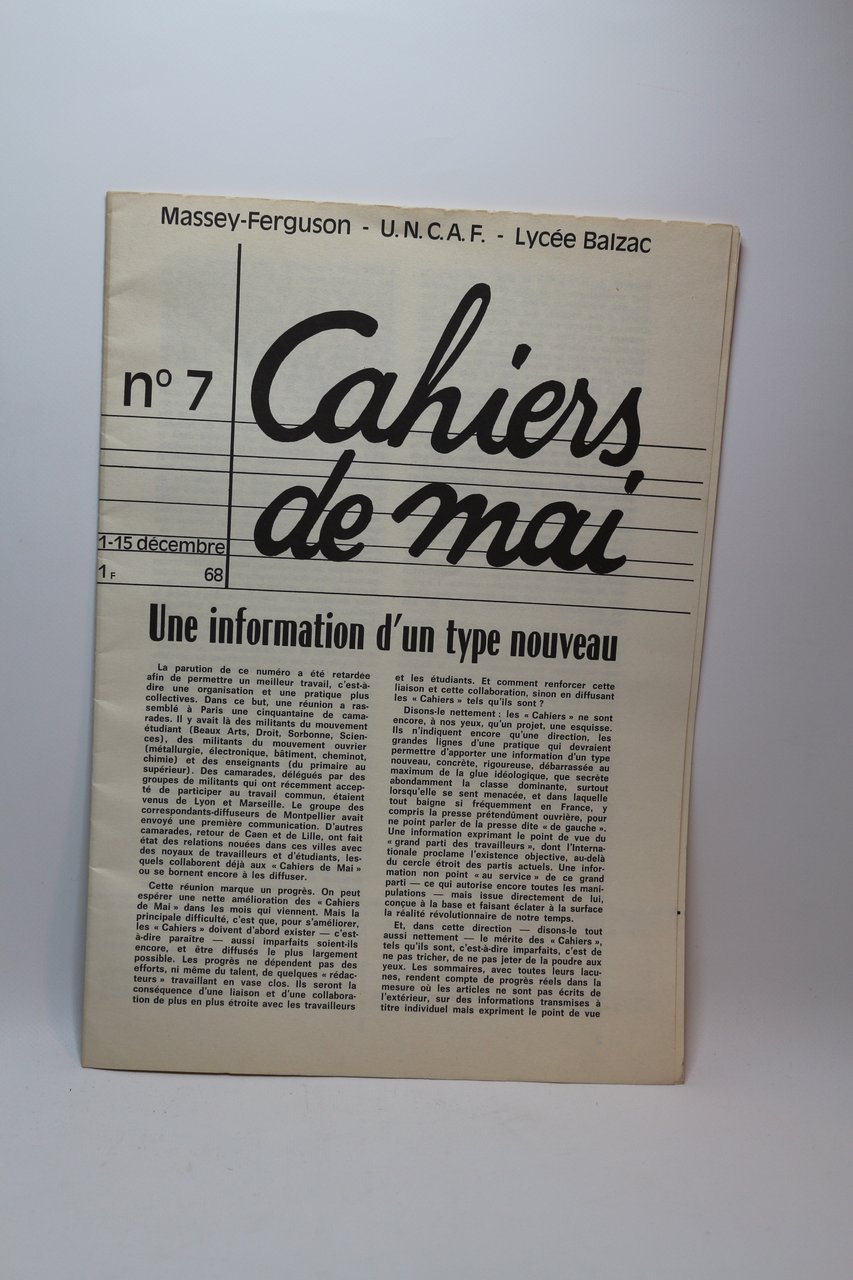 Massey-Ferguson - U.N.C.A.F. - Lycée Balzac
nº 7
Cahiers
de mai
1-15 décembre
1F 68
Une information d'un type nouveau
La parution de ce numéro a été retardée
afin de permettre un meilleur travail, c'est-à-
dire une organisation et une pratique plus
collectives. Dans ce but, une réunion a ras-
semblé à Paris une cinquantaine de cama-
rades. Il y avait là des militants du mouvement
étudiant (Beaux Arts, Droit, Sorbonne, Scien-
ces), des militants du mouvement ouvrier
(métallurgie, électronique, bâtiment, cheminot,
chimie) et des enseignants (du primaire au
supérieur). Des camarades, délégués par des
groupes de militants qui ont récemment accep-
té de participer au travail commun, étaient
venus de Lyon et Marseille. Le groupe des
correspondants-diffuseurs de Montpellier avait
envoyé une première communication. D'autres
camarades, retour de Caen et de Lille, ont fait
état des relations nouées dans ces villes avec
des noyaux de travailleurs et d'étudiants, les-
quels collaborent déjà aux « Cahiers de Mai »
ou se bornent encore à les diffuser.
Cette réunion marque un progrès. On peut
espérer une nette amélioration des « Cahiers
de Mai » dans les mois qui viennent. Mais la
principale difficulté, c'est que, pour s'améliorer,
les « Cahiers » doivent d'abord exister — c'est-
à-dire paraître — aussi imparfaits soient-ils
encore, et être diffusés le plus largement
possible. Les progrès ne dépendent pas des
efforts, ni même du talent, de quelques « rédac-
teurs » travaillant en vase clos. Ils seront la
conséquence d'une liaison et d'une collabora-
tion de plus en plus étroite avec les travailleurs
et les étudiants. Et comment renforcer cette
liaison et cette collaboration, sinon en diffusant
les « Cahiers » tels qu'ils sont ?
Disons-le nettement : les « Cahiers » ne sont
encore, à nos yeux, qu'un projet, une esquisse.
Ils n'indiquent encore qu'une direction, les
grandes lignes d'une pratique qui devraient
permettre d'apporter une information d'un type
nouveau, concrète, rigoureuse, débarrassée au
maximum de la glue idéologique, que secrète
abondamment la classe dominante, surtout
lorsqu'elle se sent menacée, et dans laquelle
tout baigne si fréquemment en France, y
compris la presse prétendûment ouvrière, pour
ne point parler de la presse dite « de gauche ».
Une information exprimant le point de vue du
« grand parti des travailleurs », dont l'Interna-
tionale proclame l'existence objective, au-delà
du cercle étroit des partis actuels. Une infor-
mation non point « au service » de ce grand
parti — ce qui autorise encore toutes les mani-
pulations — mais issue directement de lui,
conçue à la base et faisant éclater à la surface
la réalité révolutionnaire de notre temps.
Et, dans cette direction — disons-le tout
aussi nettement — le mérite des « Cahiers »,
tels qu'ils sont, c'est-à-dire imparfaits, c'est de
ne pas tricher, de ne pas jeter de la poudre aux
yeux. Les sommaires, avec toutes leurs lacu-
nes, rendent compte de progrès réels dans la
mesure où les articles ne sont pas écrits de
l'extérieur, sur des informations transmises à
titre individuel mais expriment le point de vue